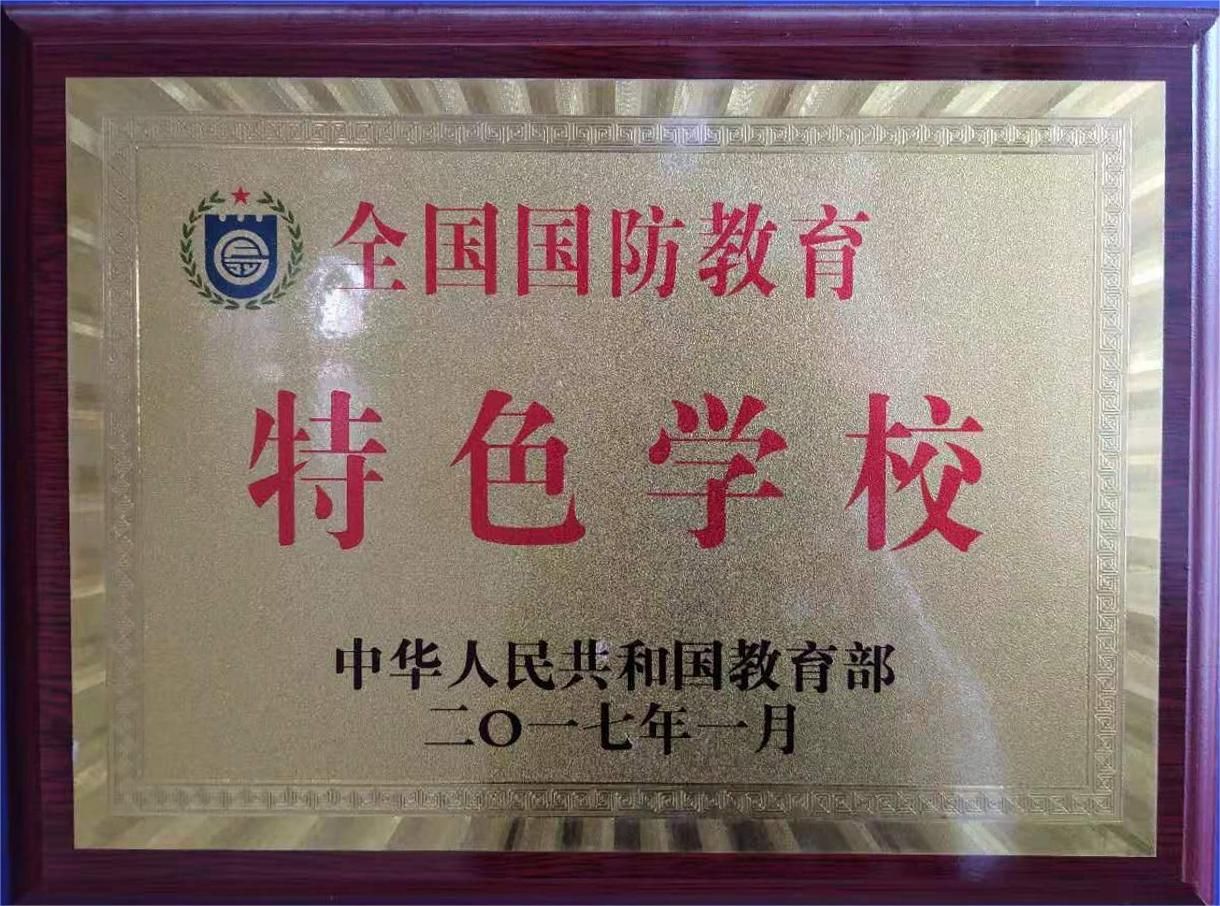 全国国防教育
特色学校
中华人民共和国教育部
二〇一七年一月